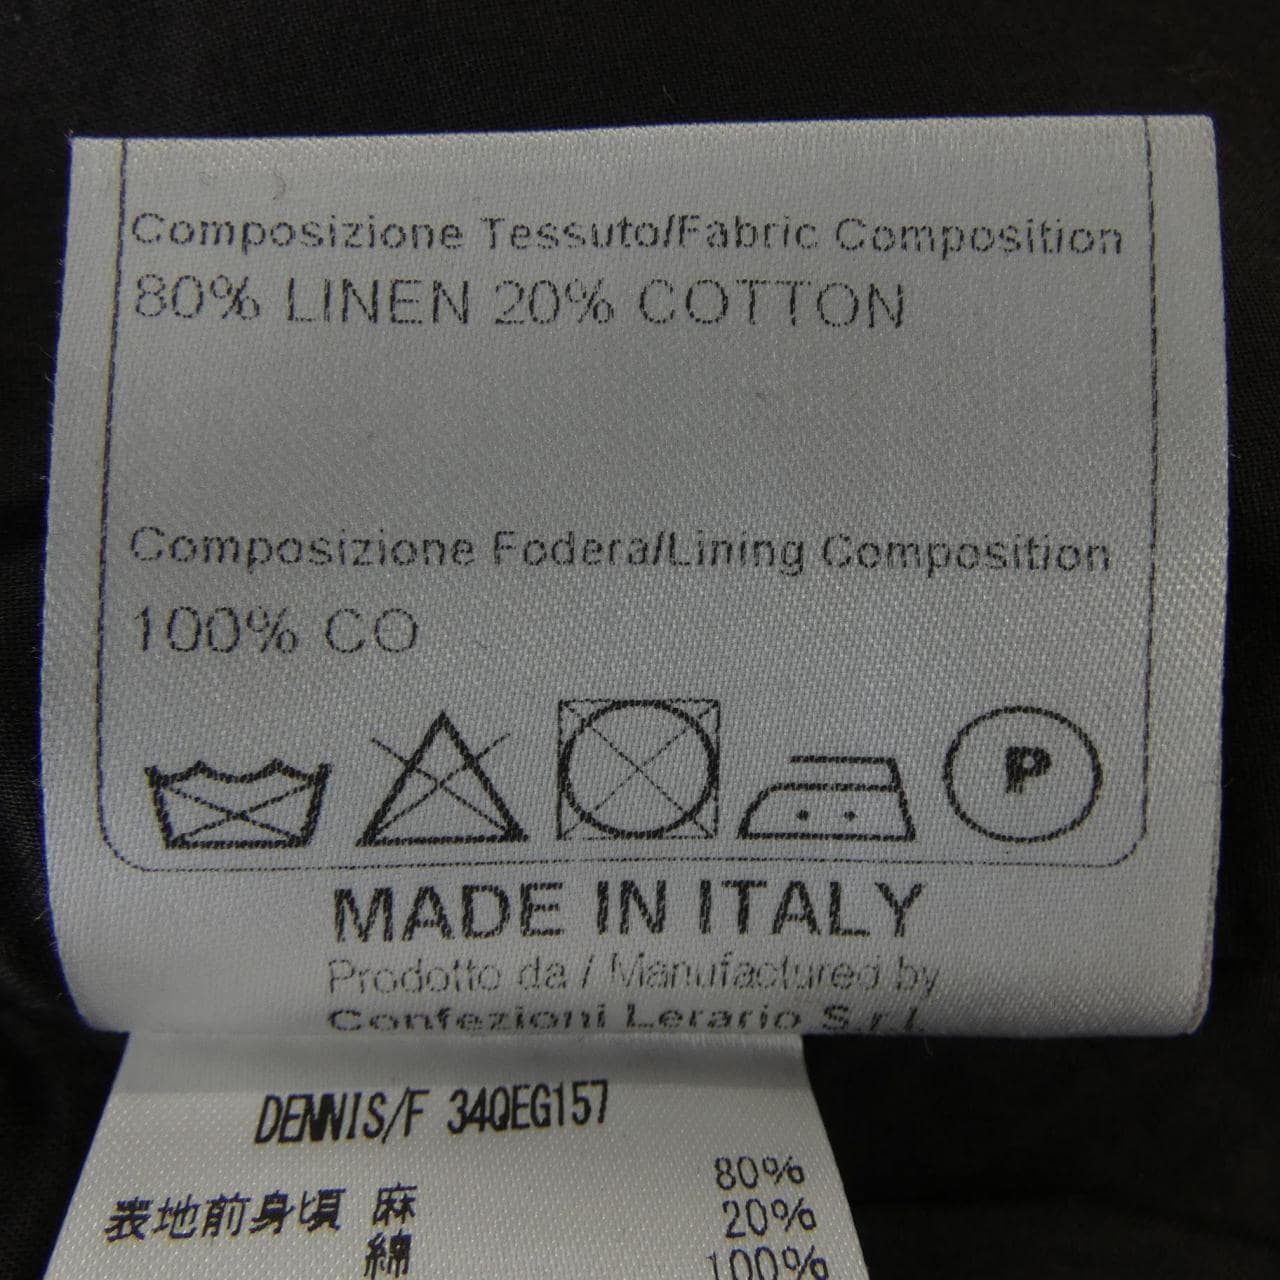 Composizione Tessuto/Fabric Composition
80% LINEN 20% COTTON
Composizione Fodera/Lining Composition
100% CO
P
MADE IN ITALY
Prodotto da / Manufactured by
Confezioni Lerario S.r.l.
DENNIS/F 34QEG157
80%
表地前身頃 麻 20%
綿 100%